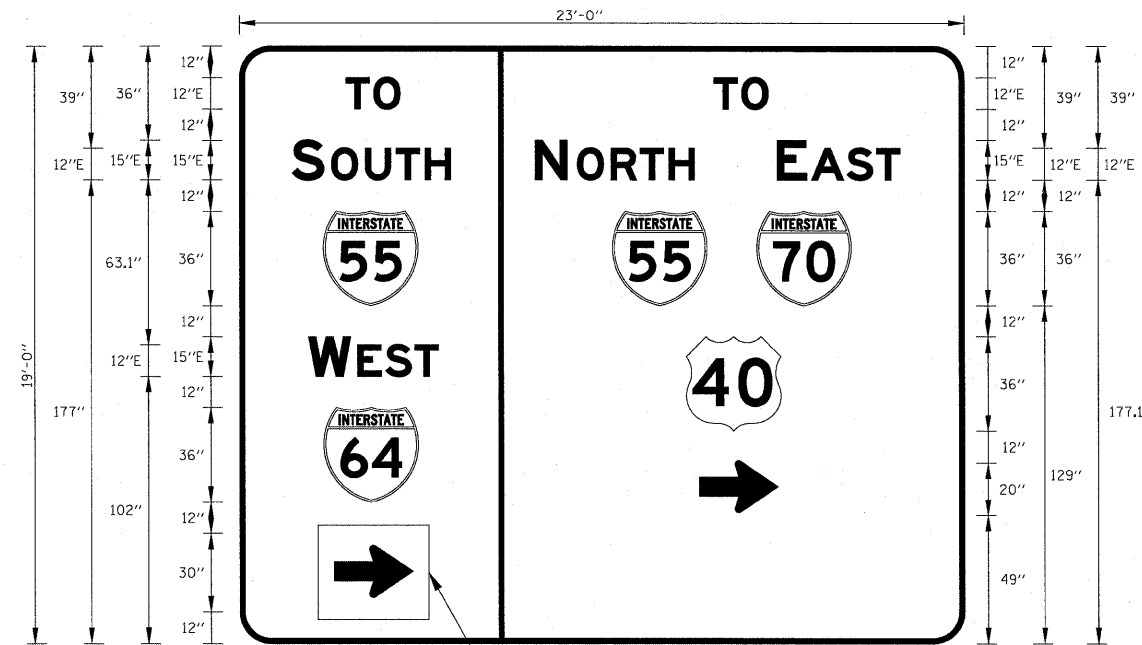 23'-0"
12"
12"E
12"
15"E
12"
36"
12"
15"E
12"
36"
12"
30"
12"
36"
15"E
63.1"
12"E
102"
39"
12"E
177"
19'-0"
TO
SOUTH
INTERSTATE
55
WEST
INTERSTATE
64
TO
NORTH EAST
INTERSTATE INTERSTATE
55 70
40
12"
12"E
12"
15"E
12"
36"
12"
36"
12"
20"
49"
39"
12"E
12"
36"
129"
39"
12"E
177.1